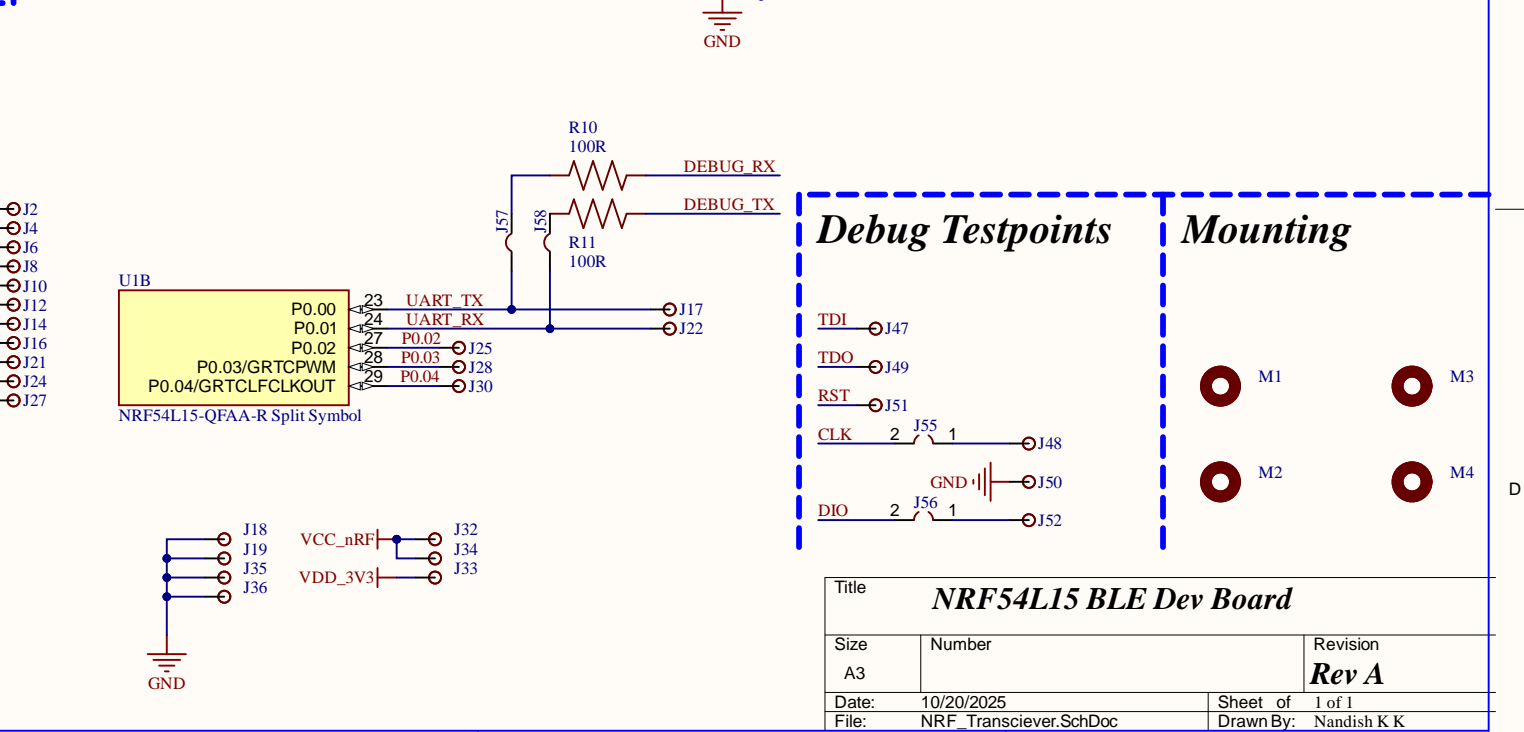 GND
R10
100R
DEBUG_RX
DEBUG_TX
J57
J58
R11
100R
J2
J4
J6
J8
J10
J12
J14
J16
J21
J24
J27
U1B
P0.00 23 UART_TX J17
P0.01 24 UART_RX J22
P0.02 27 P0.02 J25
P0.03/GRTCPWM 28 P0.03 J28
P0.04/GRTCLFCLKOUT 29 P0.04 J30
NRF54L15-QFAA-R Split Symbol
Debug Testpoints
TDI J47
TDO J49
RST J51
CLK 2 J55 1 J48
GND J50
DIO 2 J56 1 J52
Mounting
M1 M3
M2 M4
D
J18
J19
J35
J36
GND
VCC_nRF J32
J34
VDD_3V3 J33
Title NRF54L15 BLE Dev Board
Size Number Revision
A3 Rev A
Date: 10/20/2025 Sheet of 1 of 1
File: NRF_Transciever.SchDoc Drawn By: Nandish K K